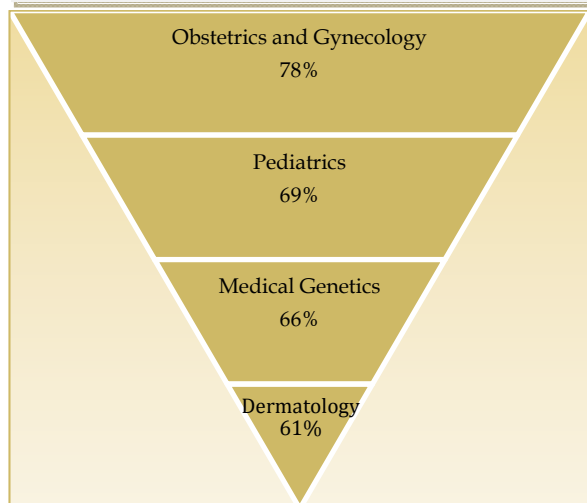 Obstetrics and Gynecology
78%
Pediatrics
69%
Medical Genetics
66%
Dermatology
61%